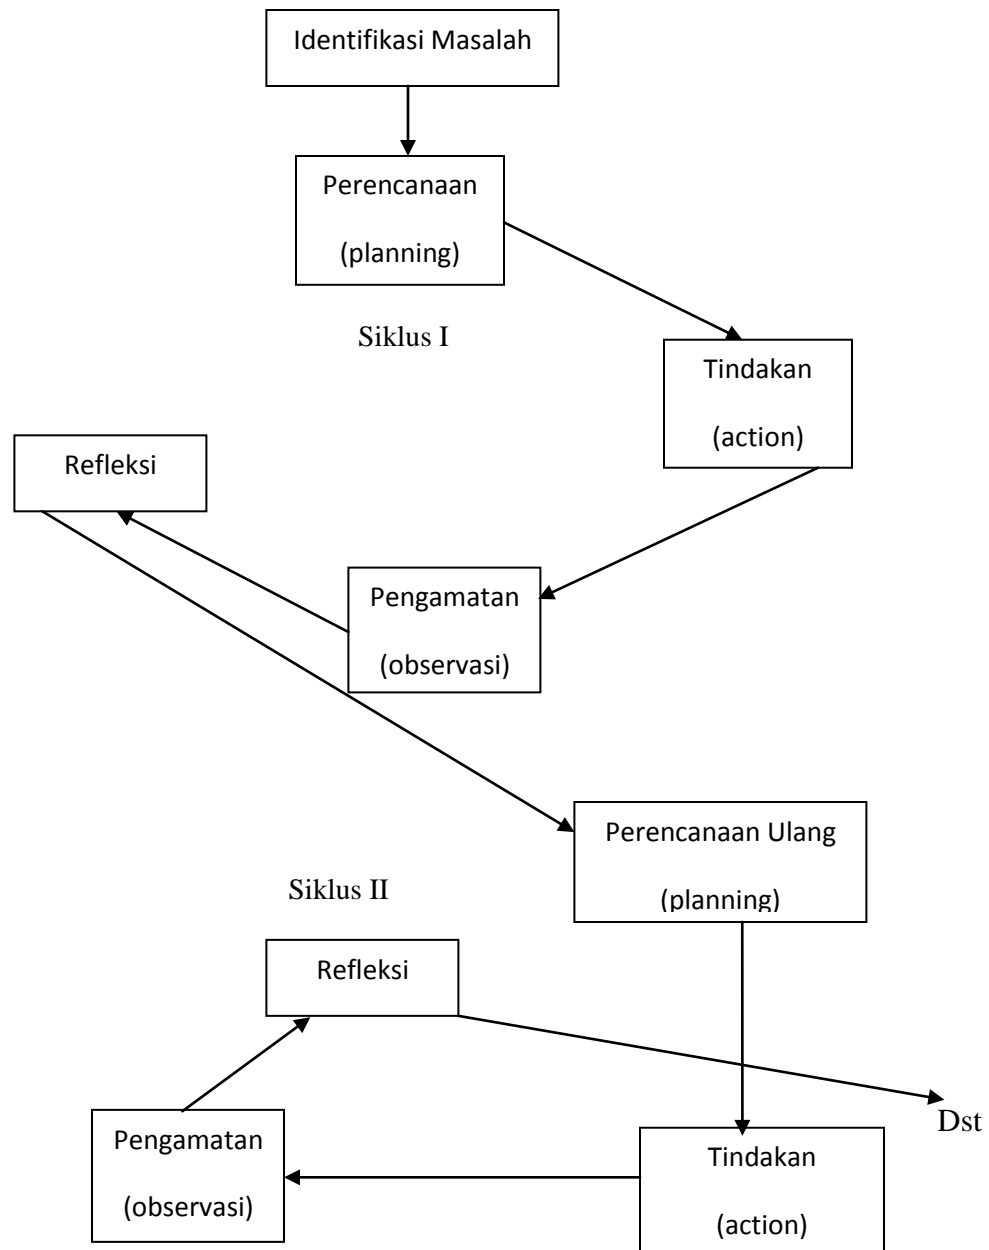 Identifikasi Masalah
Perencanaan
(planning)
Siklus I
Tindakan
(action)
Refleksi
Pengamatan
(observasi)
Perencanaan Ulang
(planning)
Siklus II
Refleksi
Dst
Pengamatan
(observasi)
Tindakan
(action)